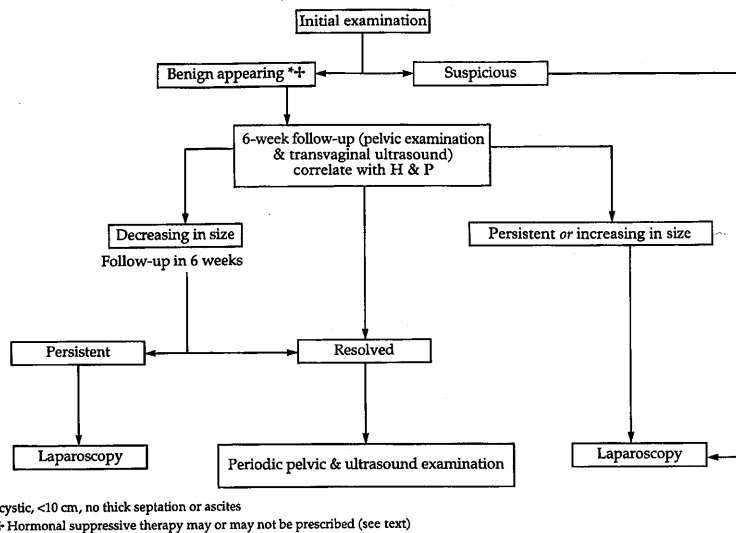 Initial examination
Benign appearing *✢
Suspicious
6-week follow-up (pelvic examination
& transvaginal ultrasound)
correlate with H & P
Decreasing in size
Follow-up in 6 weeks
Persistent or increasing in size
Persistent
Resolved
Laparoscopy
Periodic pelvic & ultrasound examination
Laparoscopy
cystic, <10 cm, no thick septation or ascites
✢ Hormonal suppressive therapy may or may not be prescribed (see text)